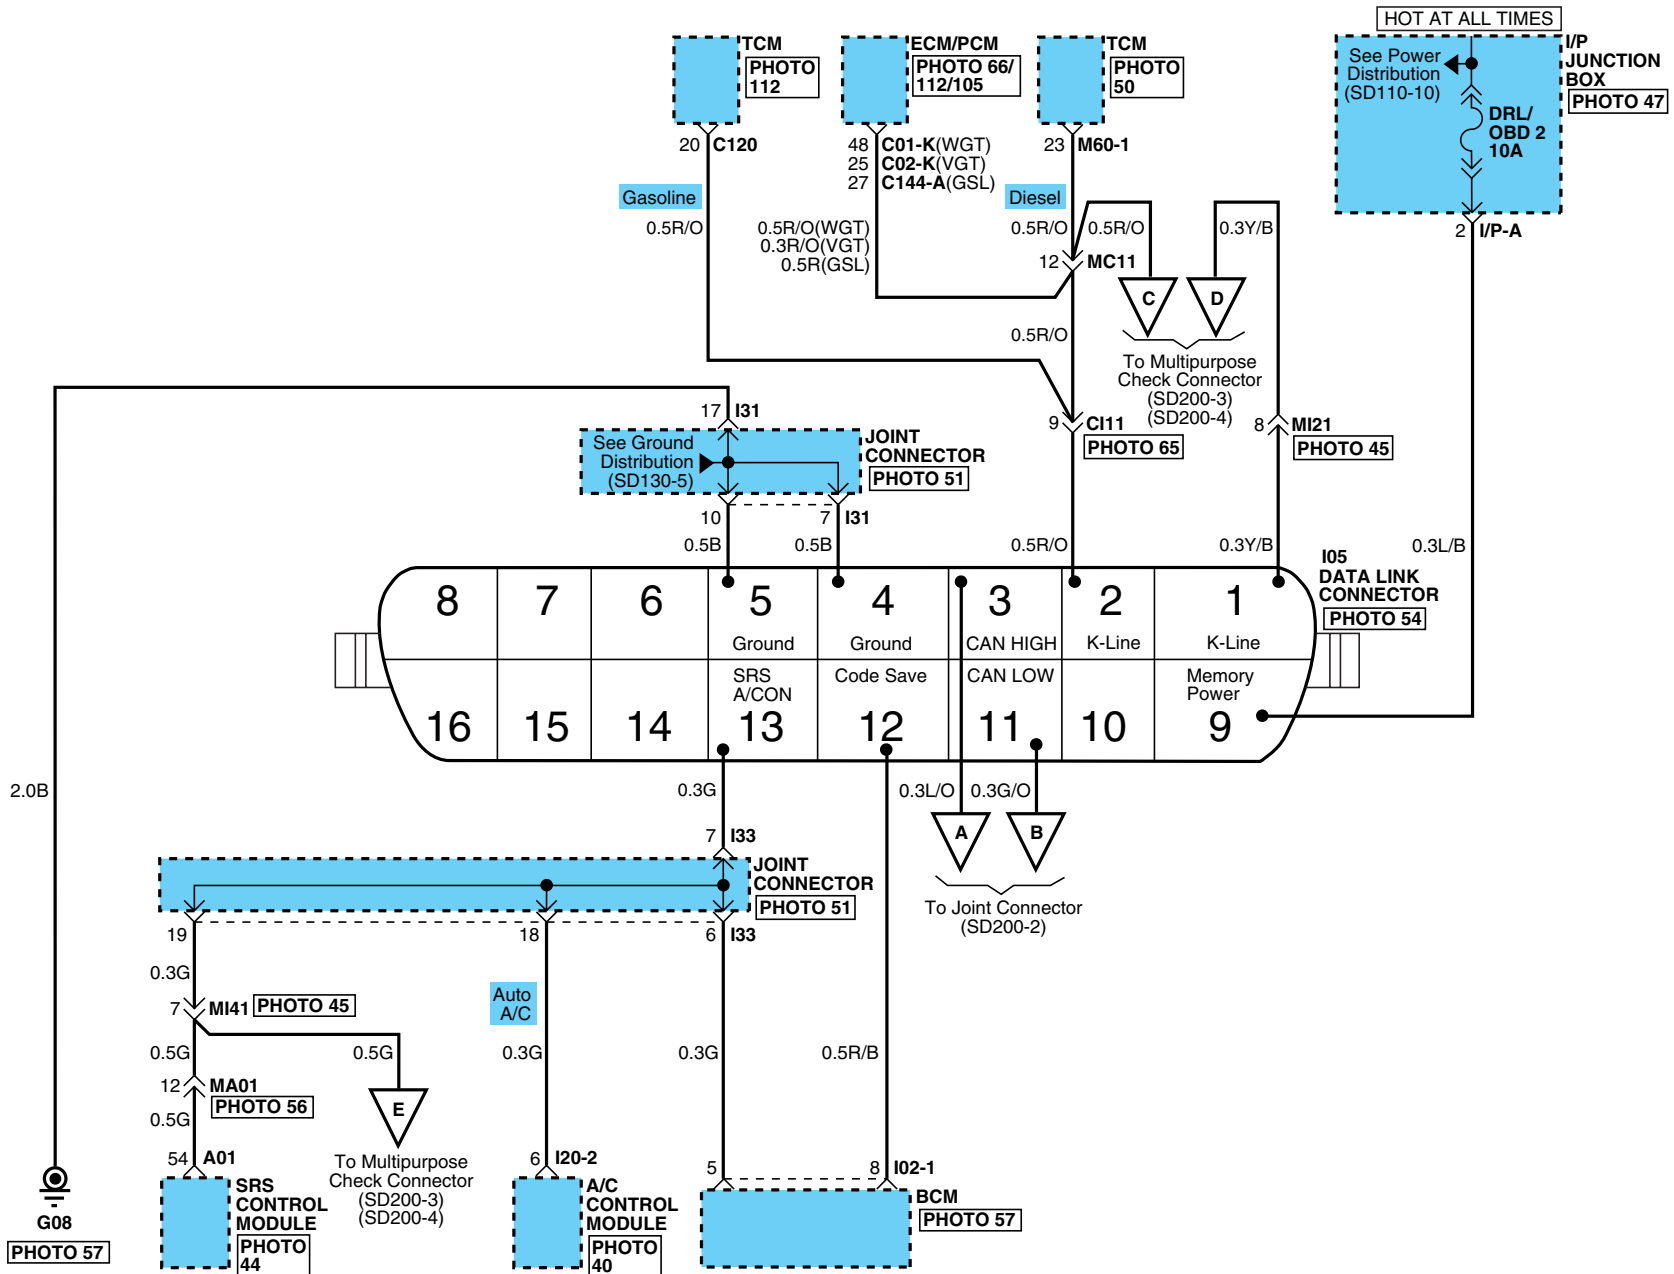 HOT AT ALL TIMES
TCM
PHOTO
112
ECM/PCM
PHOTO 66/
112/105
TCM
PHOTO
50
See Power
Distribution
(SD110-10)
DRL/
OBD 2
10A
I/P
JUNCTION
BOX
PHOTO 47
20 C120
48 C01-K(WGT)
25 C02-K(VGT)
27 C144-A(GSL)
23 M60-1
2 I/P-A
Gasoline
0.5R/O
0.5R/O(WGT)
0.3R/O(VGT)
0.5R(GSL)
Diesel
0.5R/O
0.5R/O
0.3Y/B
12 MC11
C
D
0.5R/O
To Multipurpose
Check Connector
(SD200-3)
(SD200-4)
17 I31
See Ground
Distribution
(SD130-5)
JOINT
CONNECTOR
PHOTO 51
9 CI11
PHOTO 65
8 MI21
PHOTO 45
10
7 I31
0.5B
0.5B
0.5R/O
0.3Y/B
0.3L/B
I05
DATA LINK
CONNECTOR
PHOTO 54
8
7
6
5
4
3
2
1
Ground
Ground
CAN HIGH
K-Line
K-Line
SRS
A/CON
Code Save
CAN LOW
Memory
Power
16
15
14
13
12
11
10
9
2.0B
0.3G
0.3L/O
0.3G/O
A
B
7 I33
JOINT
CONNECTOR
PHOTO 51
To Joint Connector
(SD200-2)
19
18
6 I33
0.3G
7 MI41
PHOTO 45
Auto
A/C
0.5G
0.5G
0.3G
0.3G
0.5R/B
12 MA01
PHOTO 56
0.5G
E
54 A01
To Multipurpose
Check Connector
(SD200-3)
(SD200-4)
6 I20-2
5
8 I02-1
G08
PHOTO 57
SRS
CONTROL
MODULE
PHOTO
44
A/C
CONTROL
MODULE
PHOTO
40
BCM
PHOTO 57